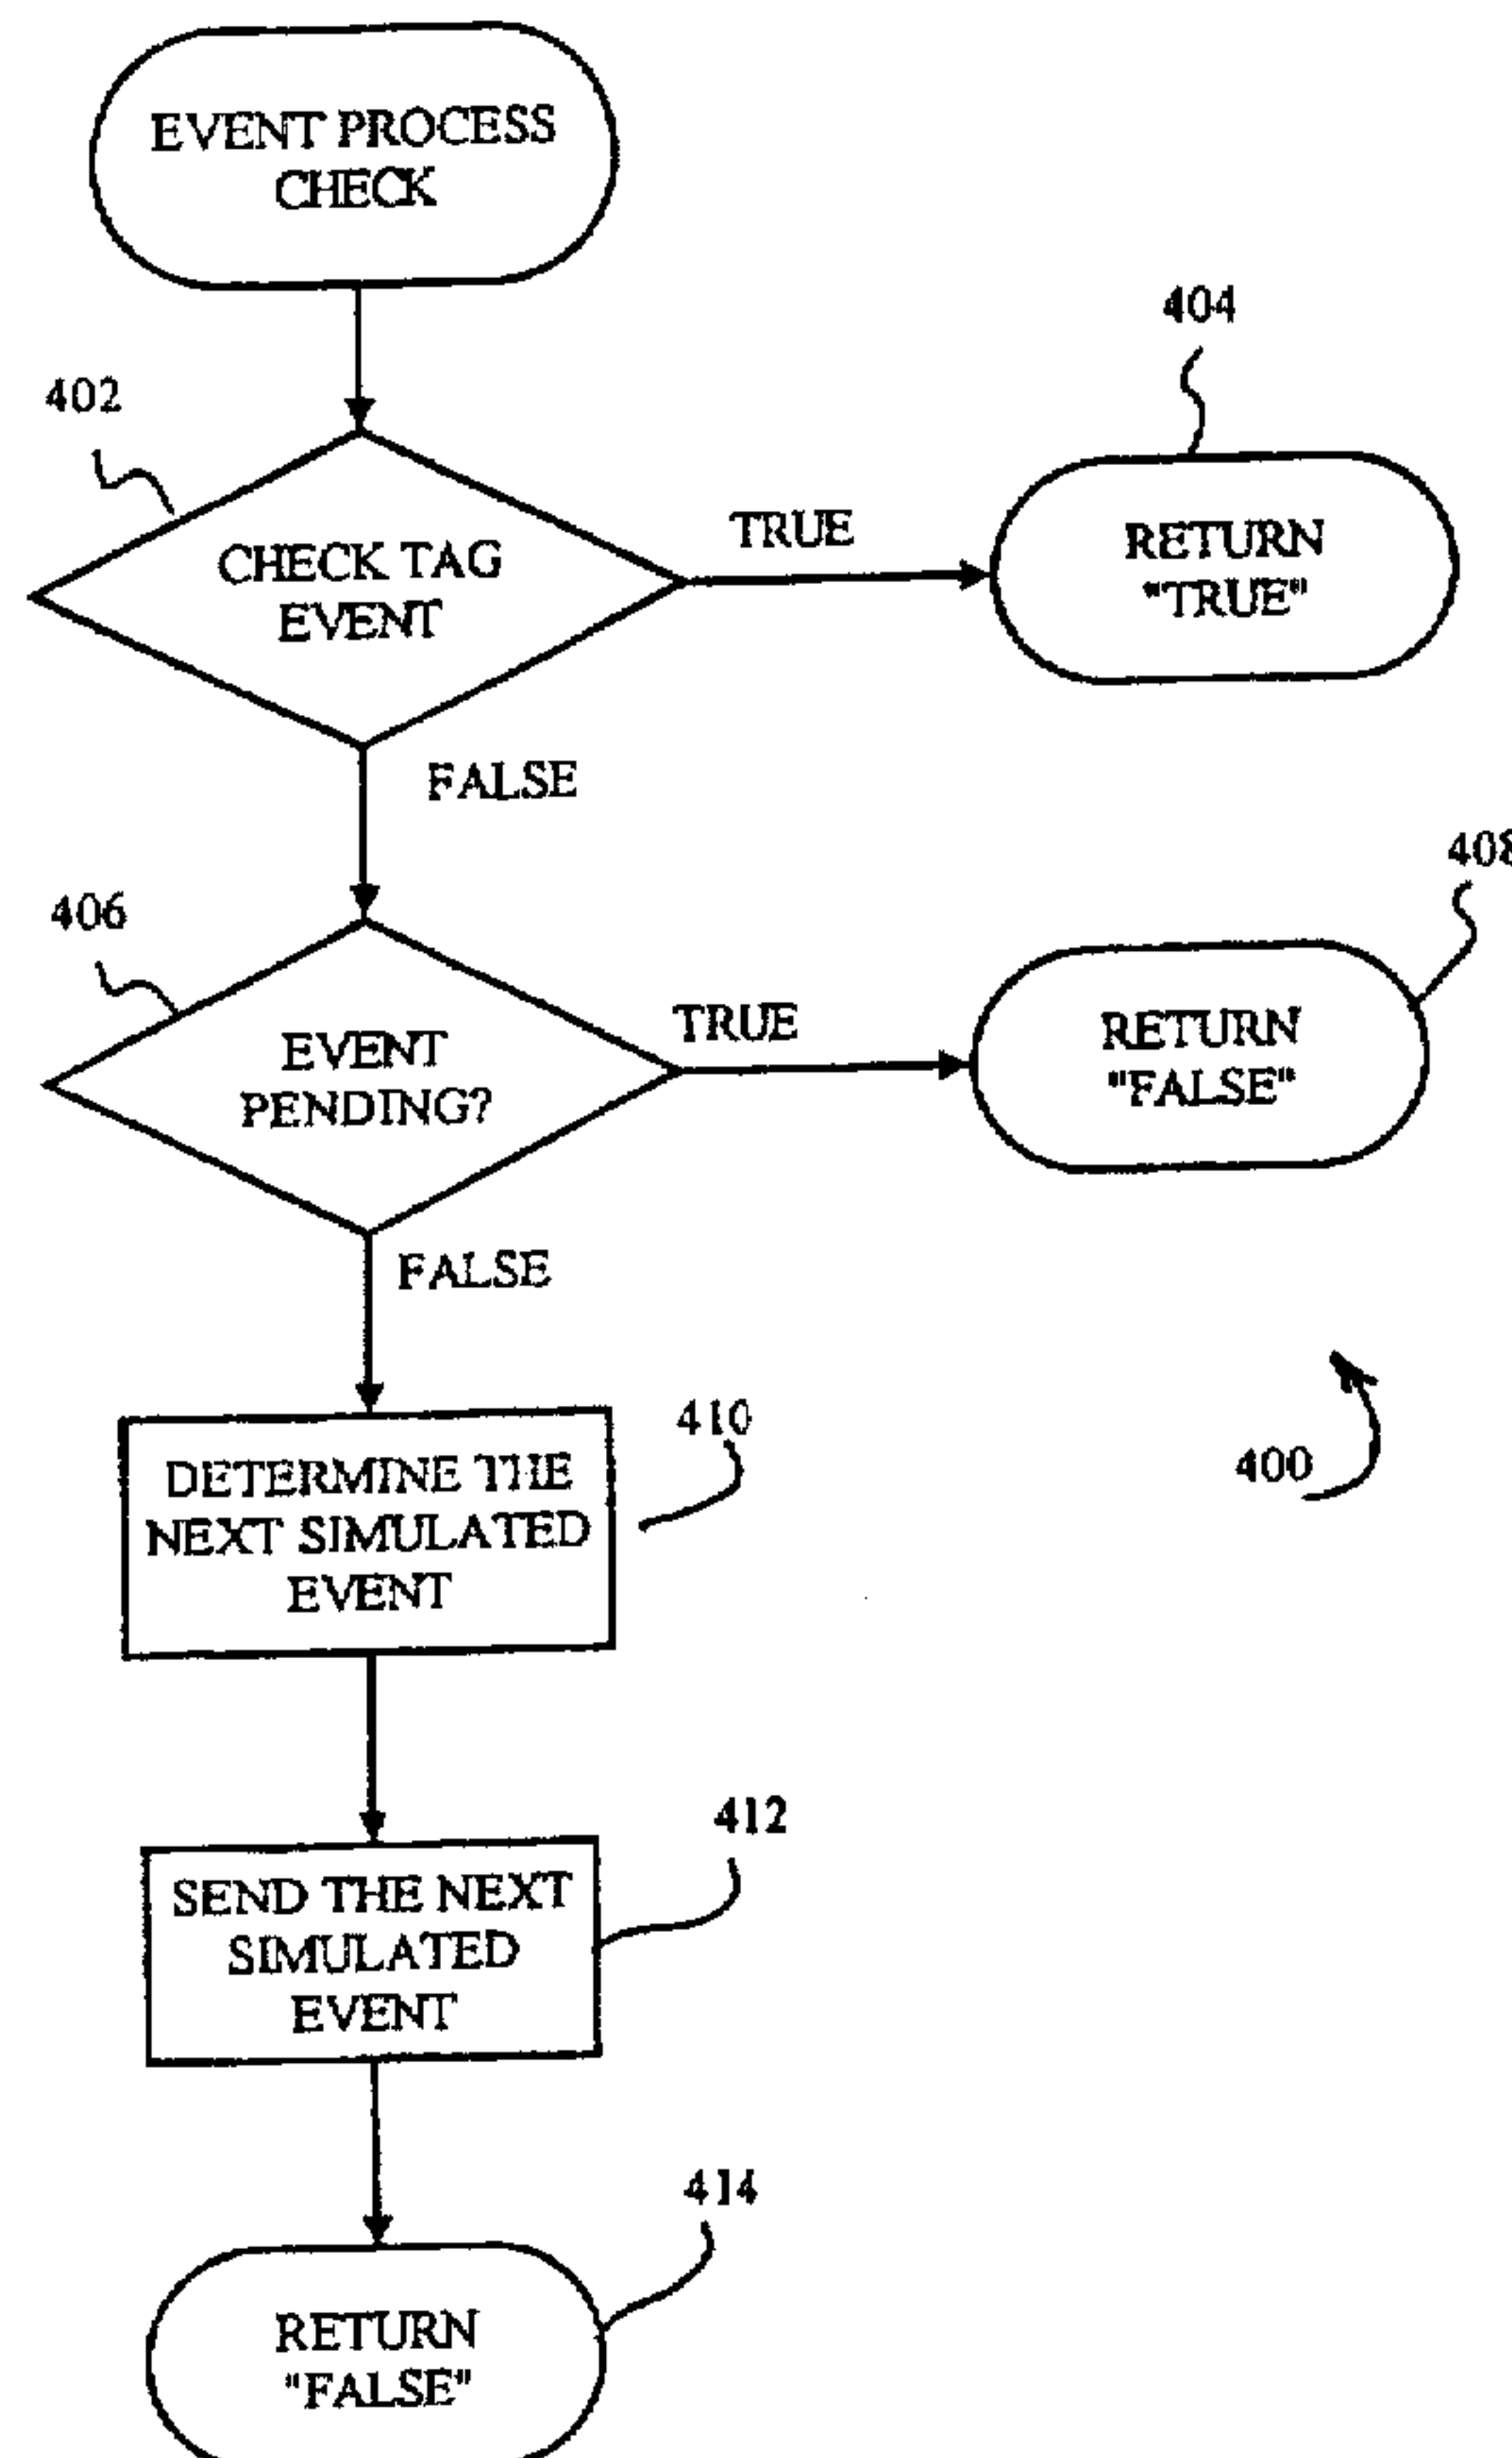 EVENT PROCESS
CHECK
404
402
CHECK TAG
EVENT
TRUE
RETURN
"TRUE"
FALSE
408
406
EVENT
PENDING?
TRUE
RETURN
"FALSE"
FALSE
410
DETERMINE THE
NEXT SIMULATED
EVENT
400
412
SEND THE NEXT
SIMULATED
EVENT
414
RETURN
"FALSE"